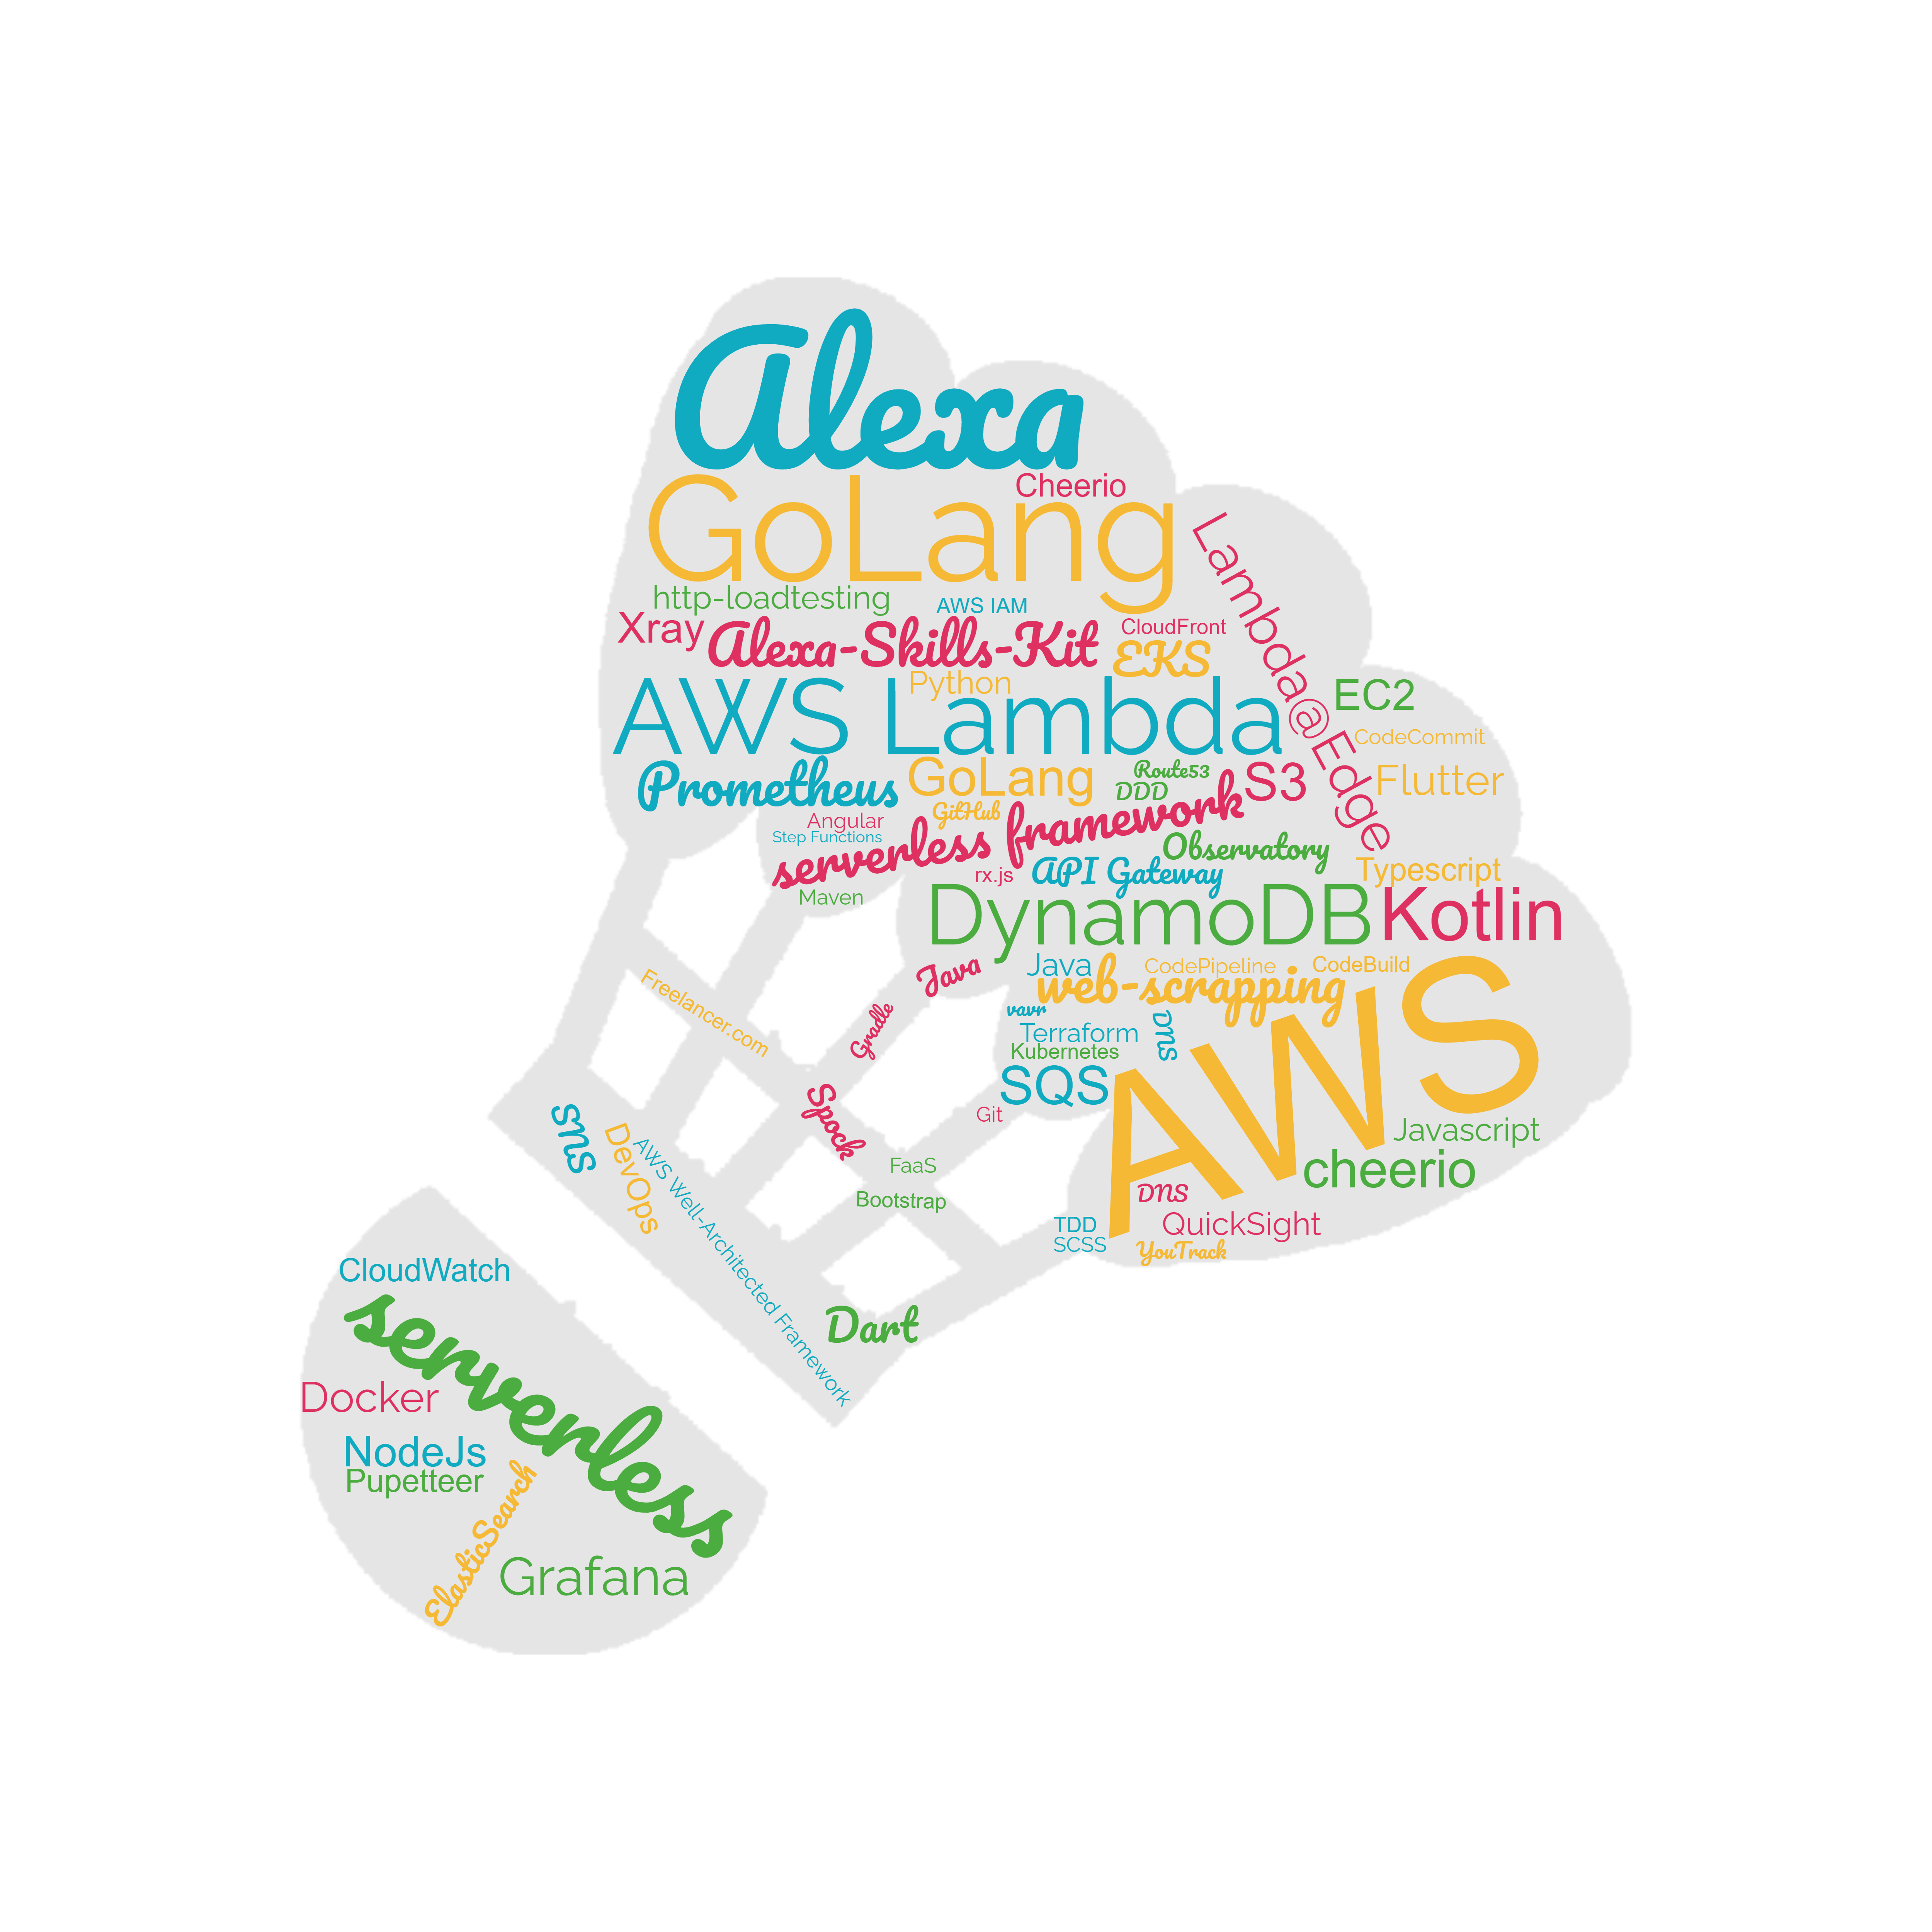 Alexa
Cheerio
GoLang
Lambda@Edge
http-loadtesting
AWS IAM
Xray
Alexa-Skills-Kit
CloudFront
EKS
Python
AWS Lambda
EC2
CodeCommit
Prometheus
GoLang
Route53
DDD
S3
Flutter
GitHub
Angular
Step Functions
serverless framework
Observatory
rx.js
API Gateway
Typescript
Maven
DynamoDB
Kotlin
Java
Java
CodePipeline
CodeBuild
web-scrapping
AWS
Freelancer.com
Gradle
vavr
Terraform
sns
Kubernetes
SQS
Git
Spock
sns
DevOps
AWS Well-Architected Framework
FaaS
Bootstrap
Javascript
cheerio
DNS
TDD
QuickSight
SCSS
YouTrack
Dart
CloudWatch
serverless
Docker
NodeJs
Pupetteer
ElasticSearch
Grafana